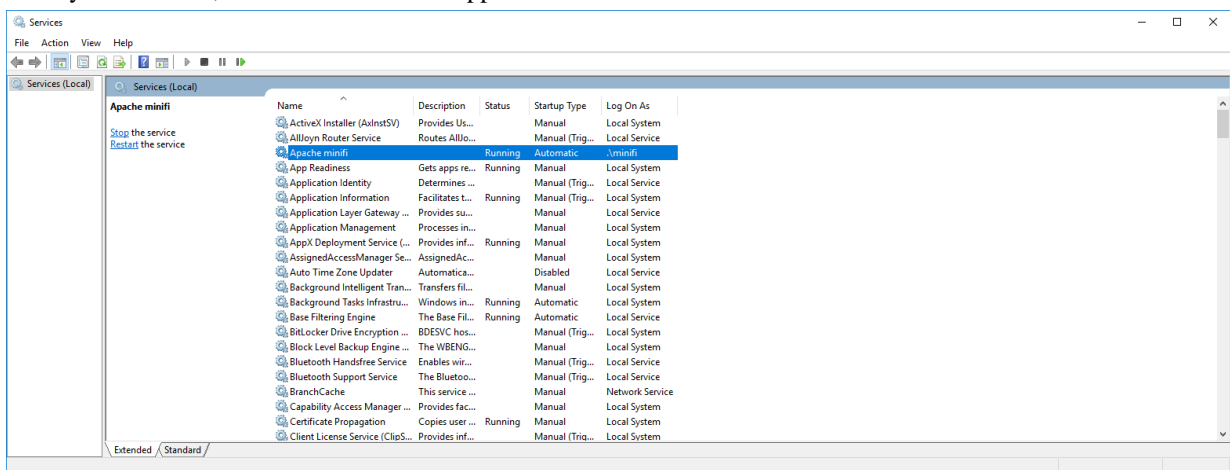 Services
File Action View Help
Services (Local)
Services (Local)
Apache minifi
Stop the service
Restart the service
Name Description Status Startup Type Log On As
ActiveX Installer (AxInstSV) Provides Us... Manual Local System
AllJoyn Router Service Routes AllJo... Manual (Trig... Local Service
Apache minifi Running Automatic .\minifi
App Readiness Gets apps re... Running Manual Local System
Application Identity Determines ... Manual (Trig... Local Service
Application Information Facilitates t... Running Manual (Trig... Local System
Application Layer Gateway ... Provides su... Manual Local Service
Application Management Processes in... Manual Local System
AppX Deployment Service (... Provides inf... Running Manual Local System
AssignedAccessManager Se... AssignedAc... Manual Local System
Auto Time Zone Updater Automatica... Disabled Local Service
Background Intelligent Tran... Transfers fil... Manual Local System
Background Tasks Infrastru... Windows in... Running Automatic Local System
Base Filtering Engine The Base Fil... Running Automatic Local Service
BitLocker Drive Encryption ... BDESVC hos... Manual (Trig... Local System
Block Level Backup Engine ... The WBENG... Manual Local System
Bluetooth Handsfree Service Enables wir... Manual (Trig... Local Service
Bluetooth Support Service The Bluetoo... Manual (Trig... Local Service
BranchCache This service ... Manual Network Service
Capability Access Manager ... Provides fac... Manual Local System
Certificate Propagation Copies user ... Running Manual Local System
Client License Service (ClipS... Provides inf... Manual (Trig... Local System
Extended Standard